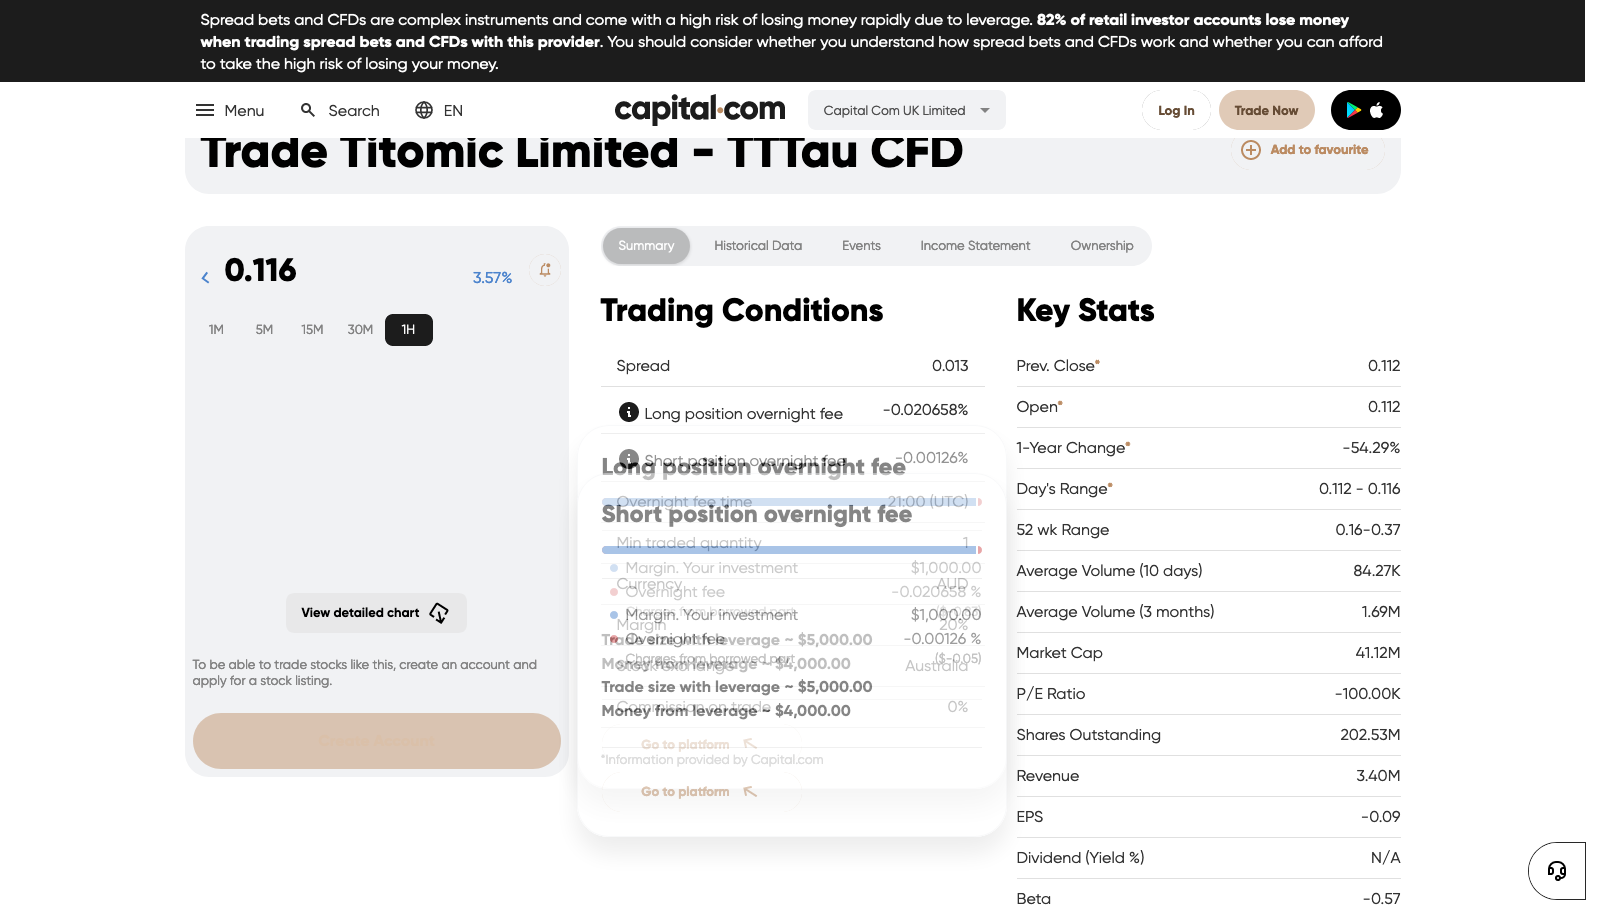 Spread bets and CFDs are complex instruments and come with a high risk of losing money rapidly due to leverage. 82% of retail investor accounts lose money
when trading spread bets and CFDs with this provider. You should consider whether you understand how spread bets and CFDs work and whether you can afford
to take the high risk of losing your money.
Menu
Search
EN
capital.com
Capital Com UK Limited
Log In
Trade Now
Trade Titomic Limited - TTTau CFD
Add to favourite
0.116
3.57%
1M
5M
15M
30M
1H
View detailed chart
To be able to trade stocks like this, create an account and
apply for a stock listing.
Create Account
Summary
Historical Data
Events
Income Statement
Ownership
Trading Conditions
Spread 0.013
Long position overnight fee -0.020658%
Short position overnight fee -0.00126%
Long position overnight fee
Overnight fee time 21:00 (UTC)
Short position overnight fee
Min traded quantity 1
Margin. Your investment $1,000.00
Currency AUD
Overnight fee -0.020658 %
Charges from borrowed part
Margin. Your investment $1,000.00
Margin 20%
Overnight fee -0.00126 %
Trade size with leverage ~ $5,000.00
Charges from borrowed part ($-0.05)
Money from leverage ~ $4,000.00
Stock exchange Australia
Trade size with leverage ~ $5,000.00
Commission on trade 0%
Money from leverage ~ $4,000.00
Go to platform
*Information provided by Capital.com
Go to platform
Key Stats
Prev. Close* 0.112
Open* 0.112
1-Year Change* -54.29%
Day's Range* 0.112 - 0.116
52 wk Range 0.16-0.37
Average Volume (10 days) 84.27K
Average Volume (3 months) 1.69M
Market Cap 41.12M
P/E Ratio -100.00K
Shares Outstanding 202.53M
Revenue 3.40M
EPS -0.09
Dividend (Yield %) N/A
Beta -0.57